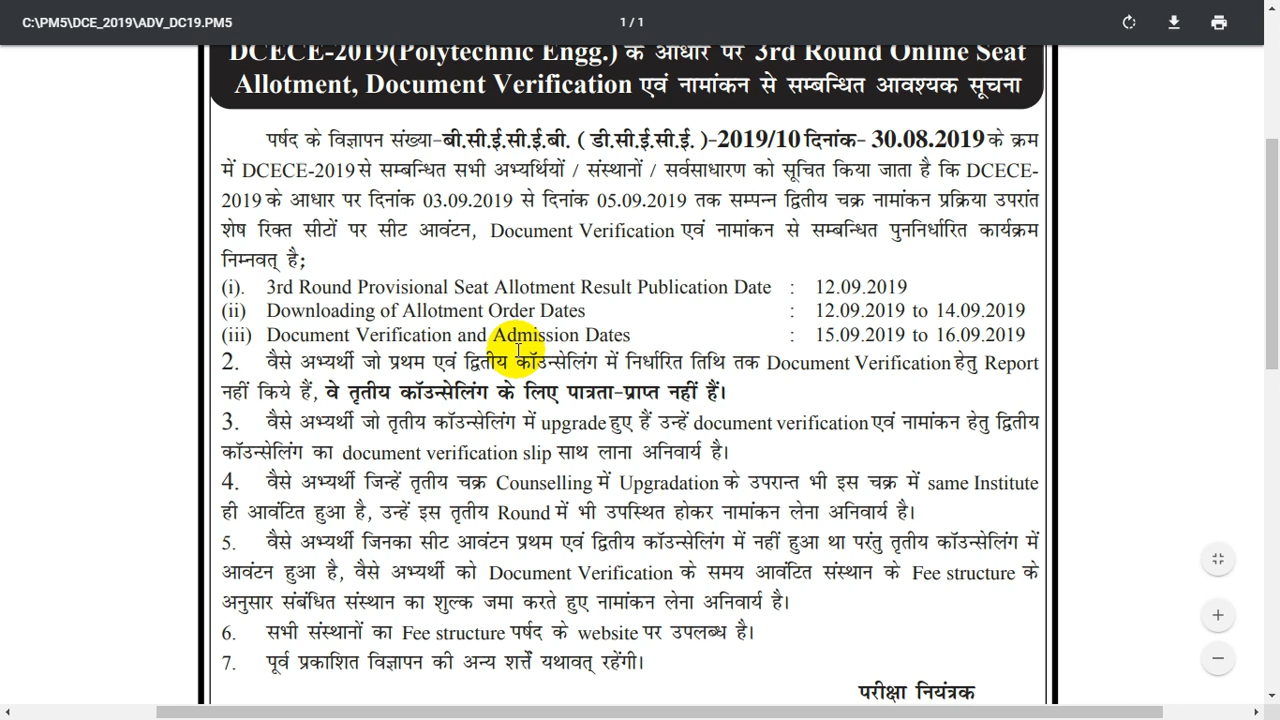 C:\PM5\DCE_2019\ADV_DC19.PM5
1 / 1
DCECE-2019(Polytechnic Engg.) के आधार पर 3rd Round Online Seat
Allotment, Document Verification एवं नामांकन से सम्बन्धित आवश्यक सूचना
पर्षद के विज्ञापन संख्या-बी.सी.ई.सी.ई.बी. ( डी.सी.ई.सी.ई. )-2019/10 दिनांक- 30.08.2019 के क्रम
में DCECE-2019 से सम्बन्धित सभी अभ्यर्थियों / संस्थानों / सर्वसाधारण को सूचित किया जाता है कि DCECE-
2019 के आधार पर दिनांक 03.09.2019 से दिनांक 05.09.2019 तक सम्पन्न द्वितीय चक्र नामांकन प्रक्रिया उपरांत
शेष रिक्त सीटों पर सीट आवंटन, Document Verification एवं नामांकन से सम्बन्धित पुननिर्धारित कार्यक्रम
निम्नवत् है;
(i). 3rd Round Provisional Seat Allotment Result Publication Date : 12.09.2019
(ii) Downloading of Allotment Order Dates : 12.09.2019 to 14.09.2019
(iii) Document Verification and Admission Dates : 15.09.2019 to 16.09.2019
2. वैसे अभ्यर्थी जो प्रथम एवं द्वितीय कॉउन्सेलिंग में निर्धारित तिथि तक Document Verification हेतु Report
नहीं किये हैं, वे तृतीय कॉउन्सेलिंग के लिए पात्रता-प्राप्त नहीं हैं।
3. वैसे अभ्यर्थी जो तृतीय कॉउन्सेलिंग में upgrade हुए हैं उन्हें document verification एवं नामांकन हेतु द्वितीय
कॉउन्सेलिंग का document verification slip साथ लाना अनिवार्य है।
4. वैसे अभ्यर्थी जिन्हें तृतीय चक्र Counselling में Upgradation के उपरान्त भी इस चक्र में same Institute
ही आवंटित हुआ है, उन्हें इस तृतीय Round में भी उपस्थित होकर नामांकन लेना अनिवार्य है।
5. वैसे अभ्यर्थी जिनका सीट आवंटन प्रथम एवं द्वितीय कॉउन्सेलिंग में नहीं हुआ था परंतु तृतीय कॉउन्सेलिंग में
आवंटन हुआ है, वैसे अभ्यर्थी को Document Verification के समय आवंटित संस्थान के Fee structure के
अनुसार संबंधित संस्थान का शुल्क जमा करते हुए नामांकन लेना अनिवार्य है।
6. सभी संस्थानों का Fee structure पर्षद के website पर उपलब्ध है।
7. पूर्व प्रकाशित विज्ञापन की अन्य शर्त्तें यथावत् रहेंगी।
परीक्षा नियंत्रक